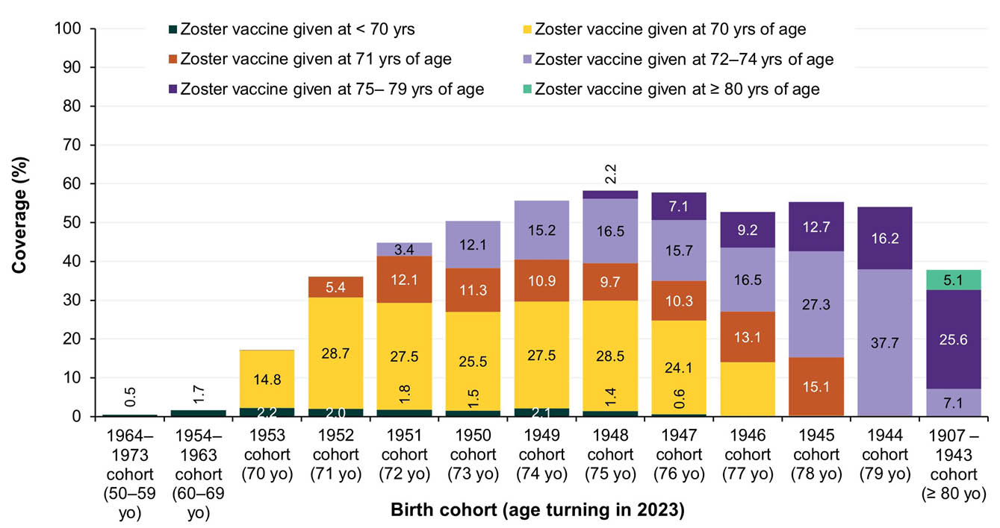 Zoster vaccine given at < 70 yrs
Zoster vaccine given at 70 yrs of age
Zoster vaccine given at 71 yrs of age
Zoster vaccine given at 72–74 yrs of age
Zoster vaccine given at 75– 79 yrs of age
Zoster vaccine given at ≥ 80 yrs of age
Coverage (%)
100
90
80
70
60
50
40
30
20
10
0
0.5
1.7
14.8
2.2
5.4
28.7
2.0
3.4
12.1
27.5
1.8
12.1
11.3
25.5
1.5
15.2
10.9
27.5
2.1
2.2
16.5
9.7
28.5
1.4
7.1
15.7
10.3
24.1
0.6
9.2
16.5
13.1
12.7
27.3
15.1
16.2
37.7
5.1
25.6
7.1
1964–
1973
cohort
(50–59
yo)
1954–
1963
cohort
(60–69
yo)
1953
cohort
(70 yo)
1952
cohort
(71 yo)
1951
cohort
(72 yo)
1950
cohort
(73 yo)
1949
cohort
(74 yo)
1948
cohort
(75 yo)
1947
cohort
(76 yo)
1946
cohort
(77 yo)
1945
cohort
(78 yo)
1944
cohort
(79 yo)
1907 –
1943
cohort
(≥ 80 yo)
Birth cohort (age turning in 2023)